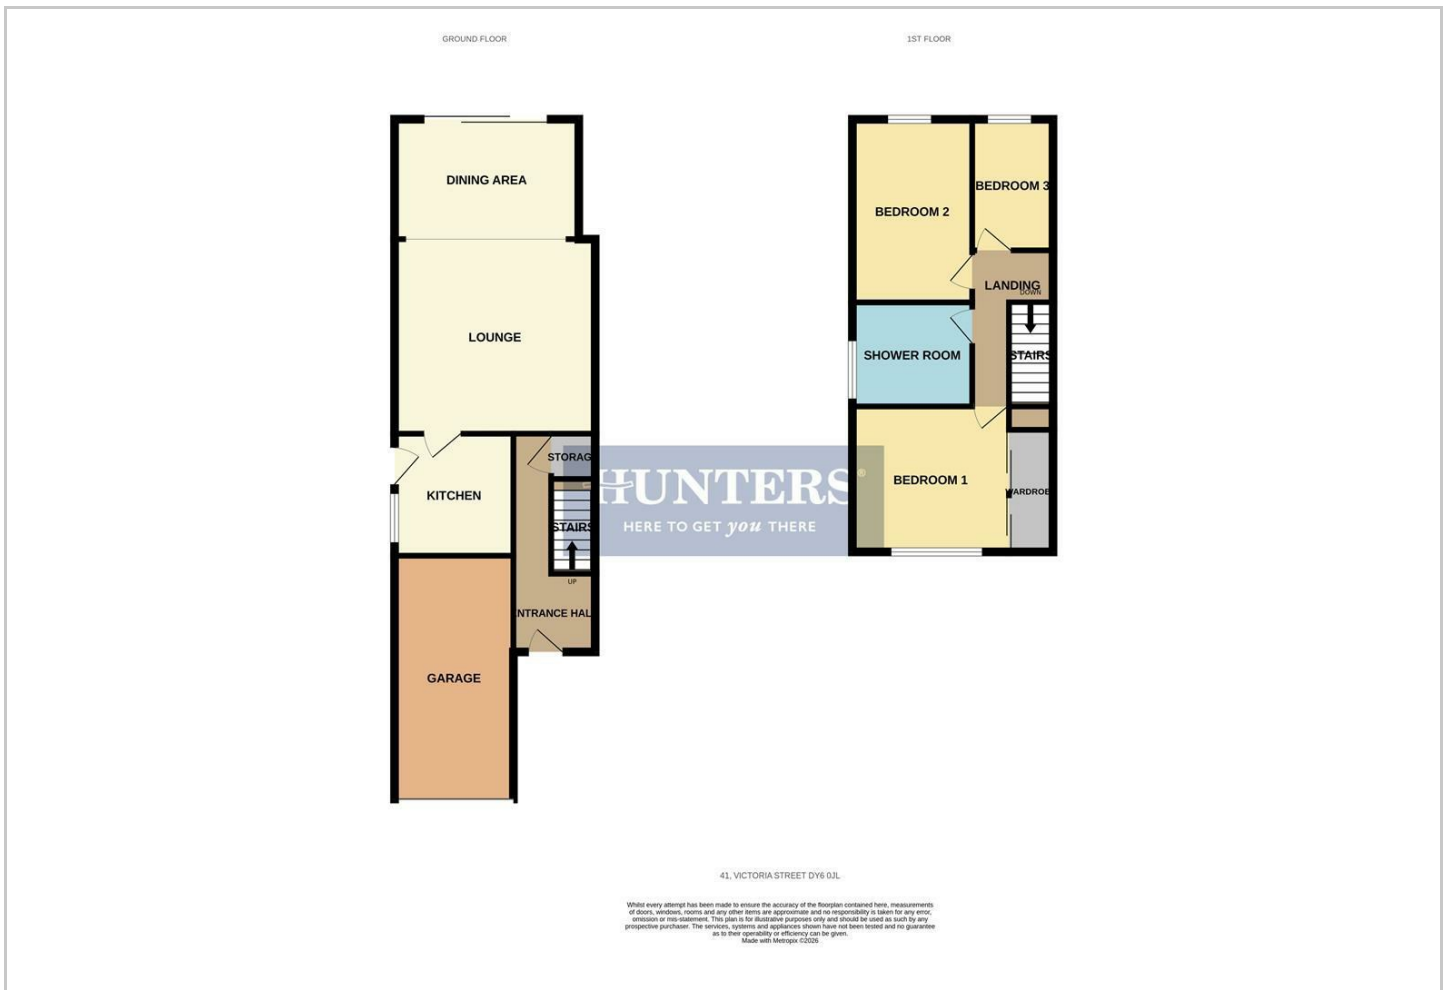 GROUND FLOOR
1ST FLOOR
DINING AREA
LOUNGE
STORAG
KITCHEN
STAIRS
UP
NTRANCE HAL
GARAGE
BEDROOM 2
BEDROOM 3
LANDING
DOWN
SHOWER ROOM
STAIRS
BEDROOM 1
WARDROBE
HUNTERS®
HERE TO GET you THERE
41, VICTORIA STREET DY6 0JL
Whilst every attempt has been made to ensure the accuracy of the floorplan contained here, measurements
of doors, windows, rooms and any other items are approximate and no responsibility is taken for any error,
omission or mis-statement. This plan is for illustrative purposes only and should be used as such by any
prospective purchaser. The services, systems and appliances shown have not been tested and no guarantee
as to their operability or efficiency can be given.
Made with Metropix ©2026